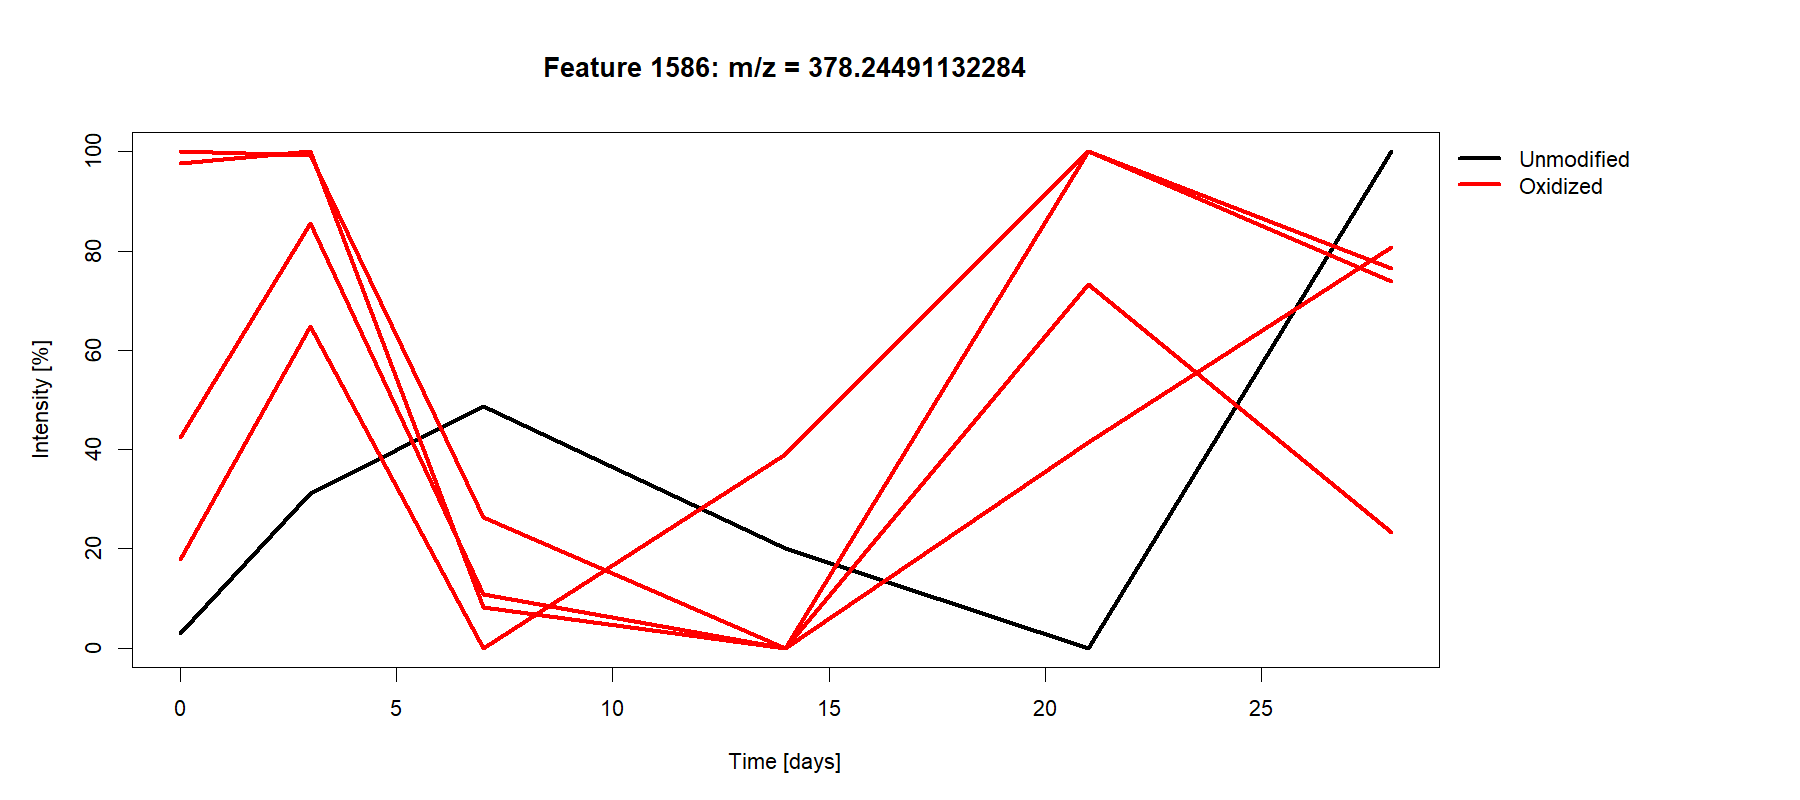 Feature 1586: m/z = 378.24491132284
Unmodified
Oxidized
Intensity [%]
100
80
60
40
20
0
0 5 10 15 20 25
Time [days]